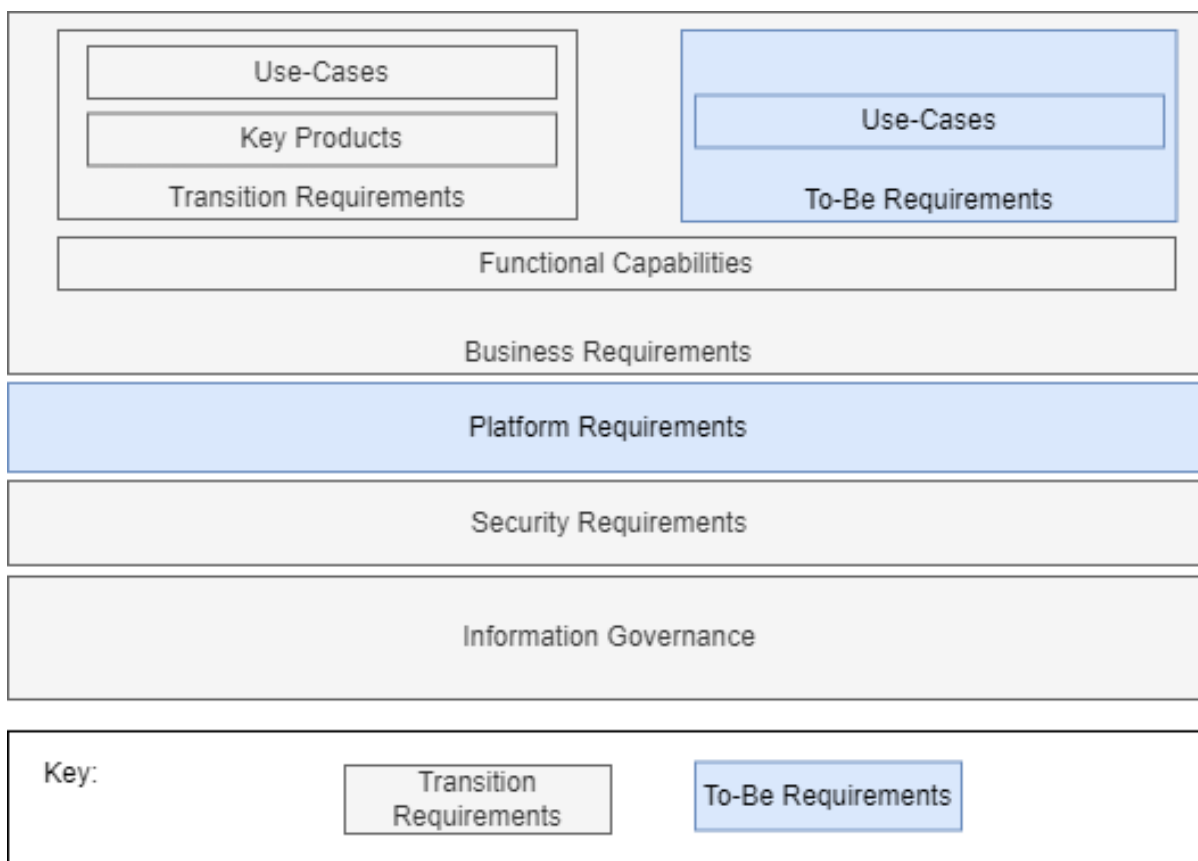 Use-Cases
Key Products
Transition Requirements
Use-Cases
To-Be Requirements
Functional Capabilities
Business Requirements
Platform Requirements
Security Requirements
Information Governance
Key:
Transition
Requirements
To-Be Requirements